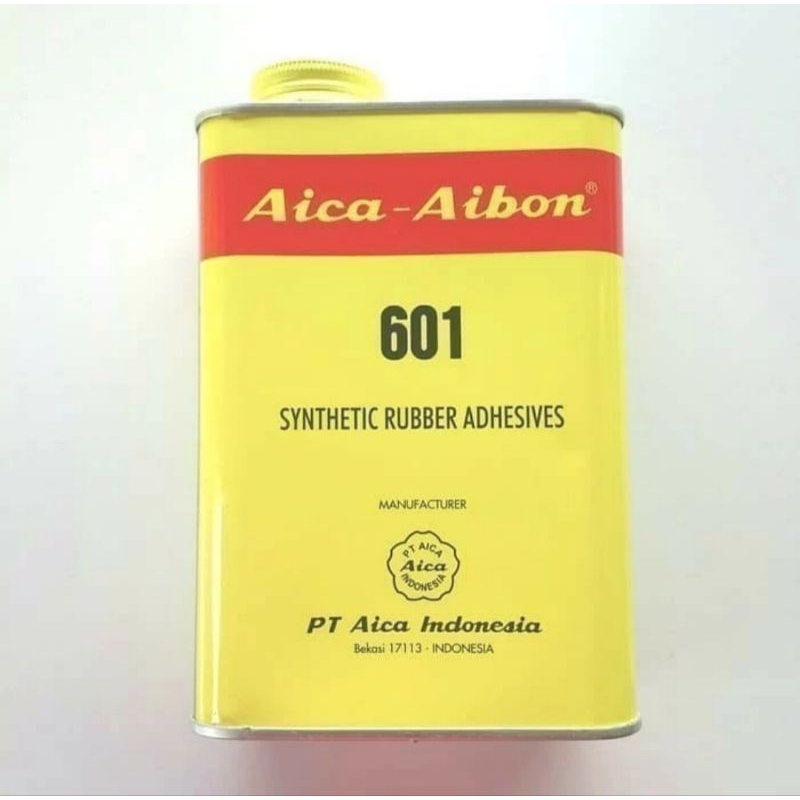 Aica-Aibon®
601
SYNTHETIC RUBBER ADHESIVES
MANUFACTURER
PT AICA
Aica
INDONESIA
PT Aica Indonesia
Bekasi 17113 - INDONESIA